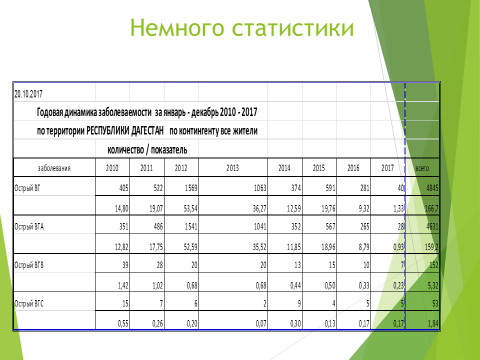 Немного статистики
20.10.2017
Годовая динамика заболеваемости за январь - декабрь 2010 - 2017
по территории РЕСПУБЛИКИ ДАГЕСТАН по контингенту все жители
количество / показатель
заболевания 2010 2011 2012 2013 2014 2015 2016 2017 всего
Острый ВГ 405 522 1569 1063 374 591 281 40 4845
14,80 19,07 53,54 36,27 12,59 19,76 9,32 1,33 166,7
Острый ВГА 351 486 1541 1041 352 567 265 28 4631
12,82 17,75 52,59 35,52 11,85 18,96 8,79 0,93 159,2
Острый ВГВ 39 28 20 20 13 15 10 7 152
1,42 1,02 0,68 0,68 0,44 0,50 0,33 0,23 5,32
Острый ВГС 15 7 6 2 9 4 5 5 53
0,55 0,26 0,20 0,07 0,30 0,13 0,17 0,17 1,84